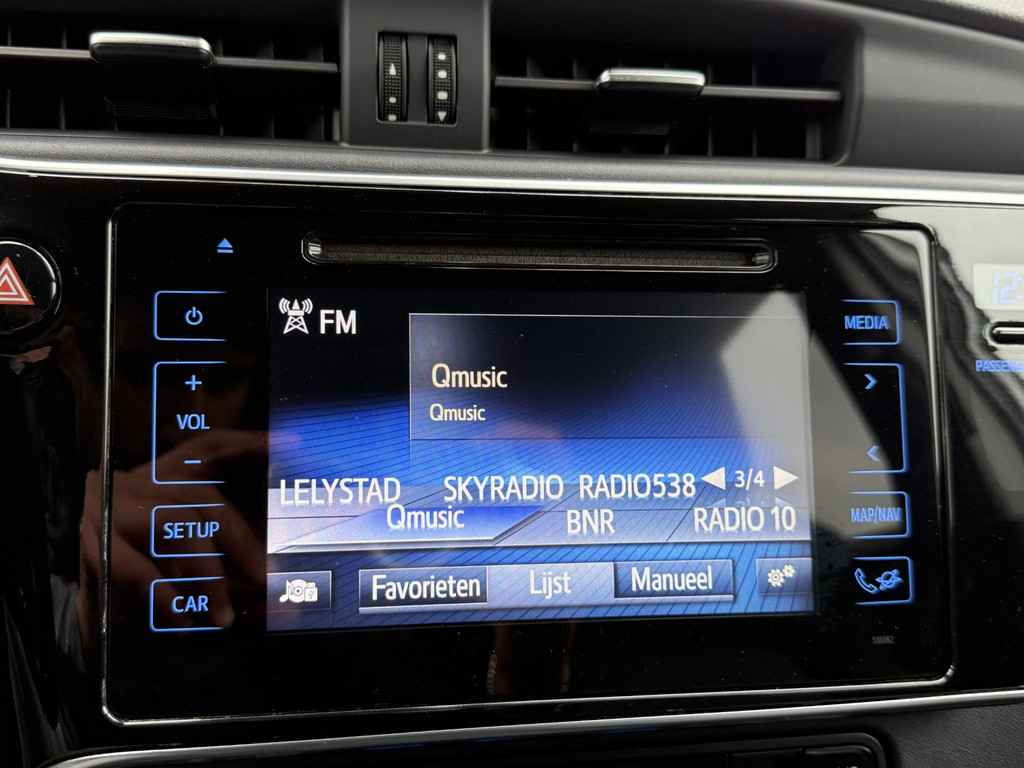 FM
MEDIA
Qmusic
Qmusic
VOL
LELYSTAD SKYRADIO RADIO538 3/4
Qmusic BNR RADIO 10
SETUP
MAP/NAV
Favorieten Lijst Manueel
CAR